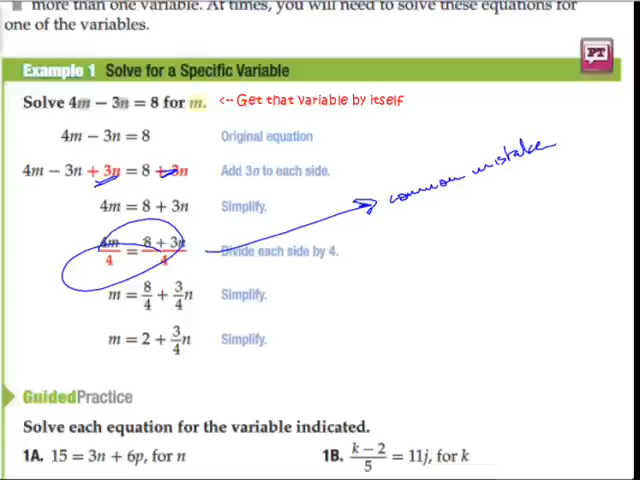 more than one variable. At times, you will need to solve these equations for
one of the variables.
PT
Example 1 Solve for a Specific Variable
Solve 4m − 3n = 8 for m. <-- Get that variable by itself
4m − 3n = 8 Original equation
4m − 3n + 3n = 8 + 3n Add 3n to each side.
common mistake
4m = 8 + 3n Simplify.
4m/4 = (8 + 3n)/4 Divide each side by 4.
m = 8/4 + 3/4 n Simplify.
m = 2 + 3/4 n Simplify.
GuidedPractice
Solve each equation for the variable indicated.
1A. 15 = 3n + 6p, for n 1B. (k − 2)/5 = 11j, for k